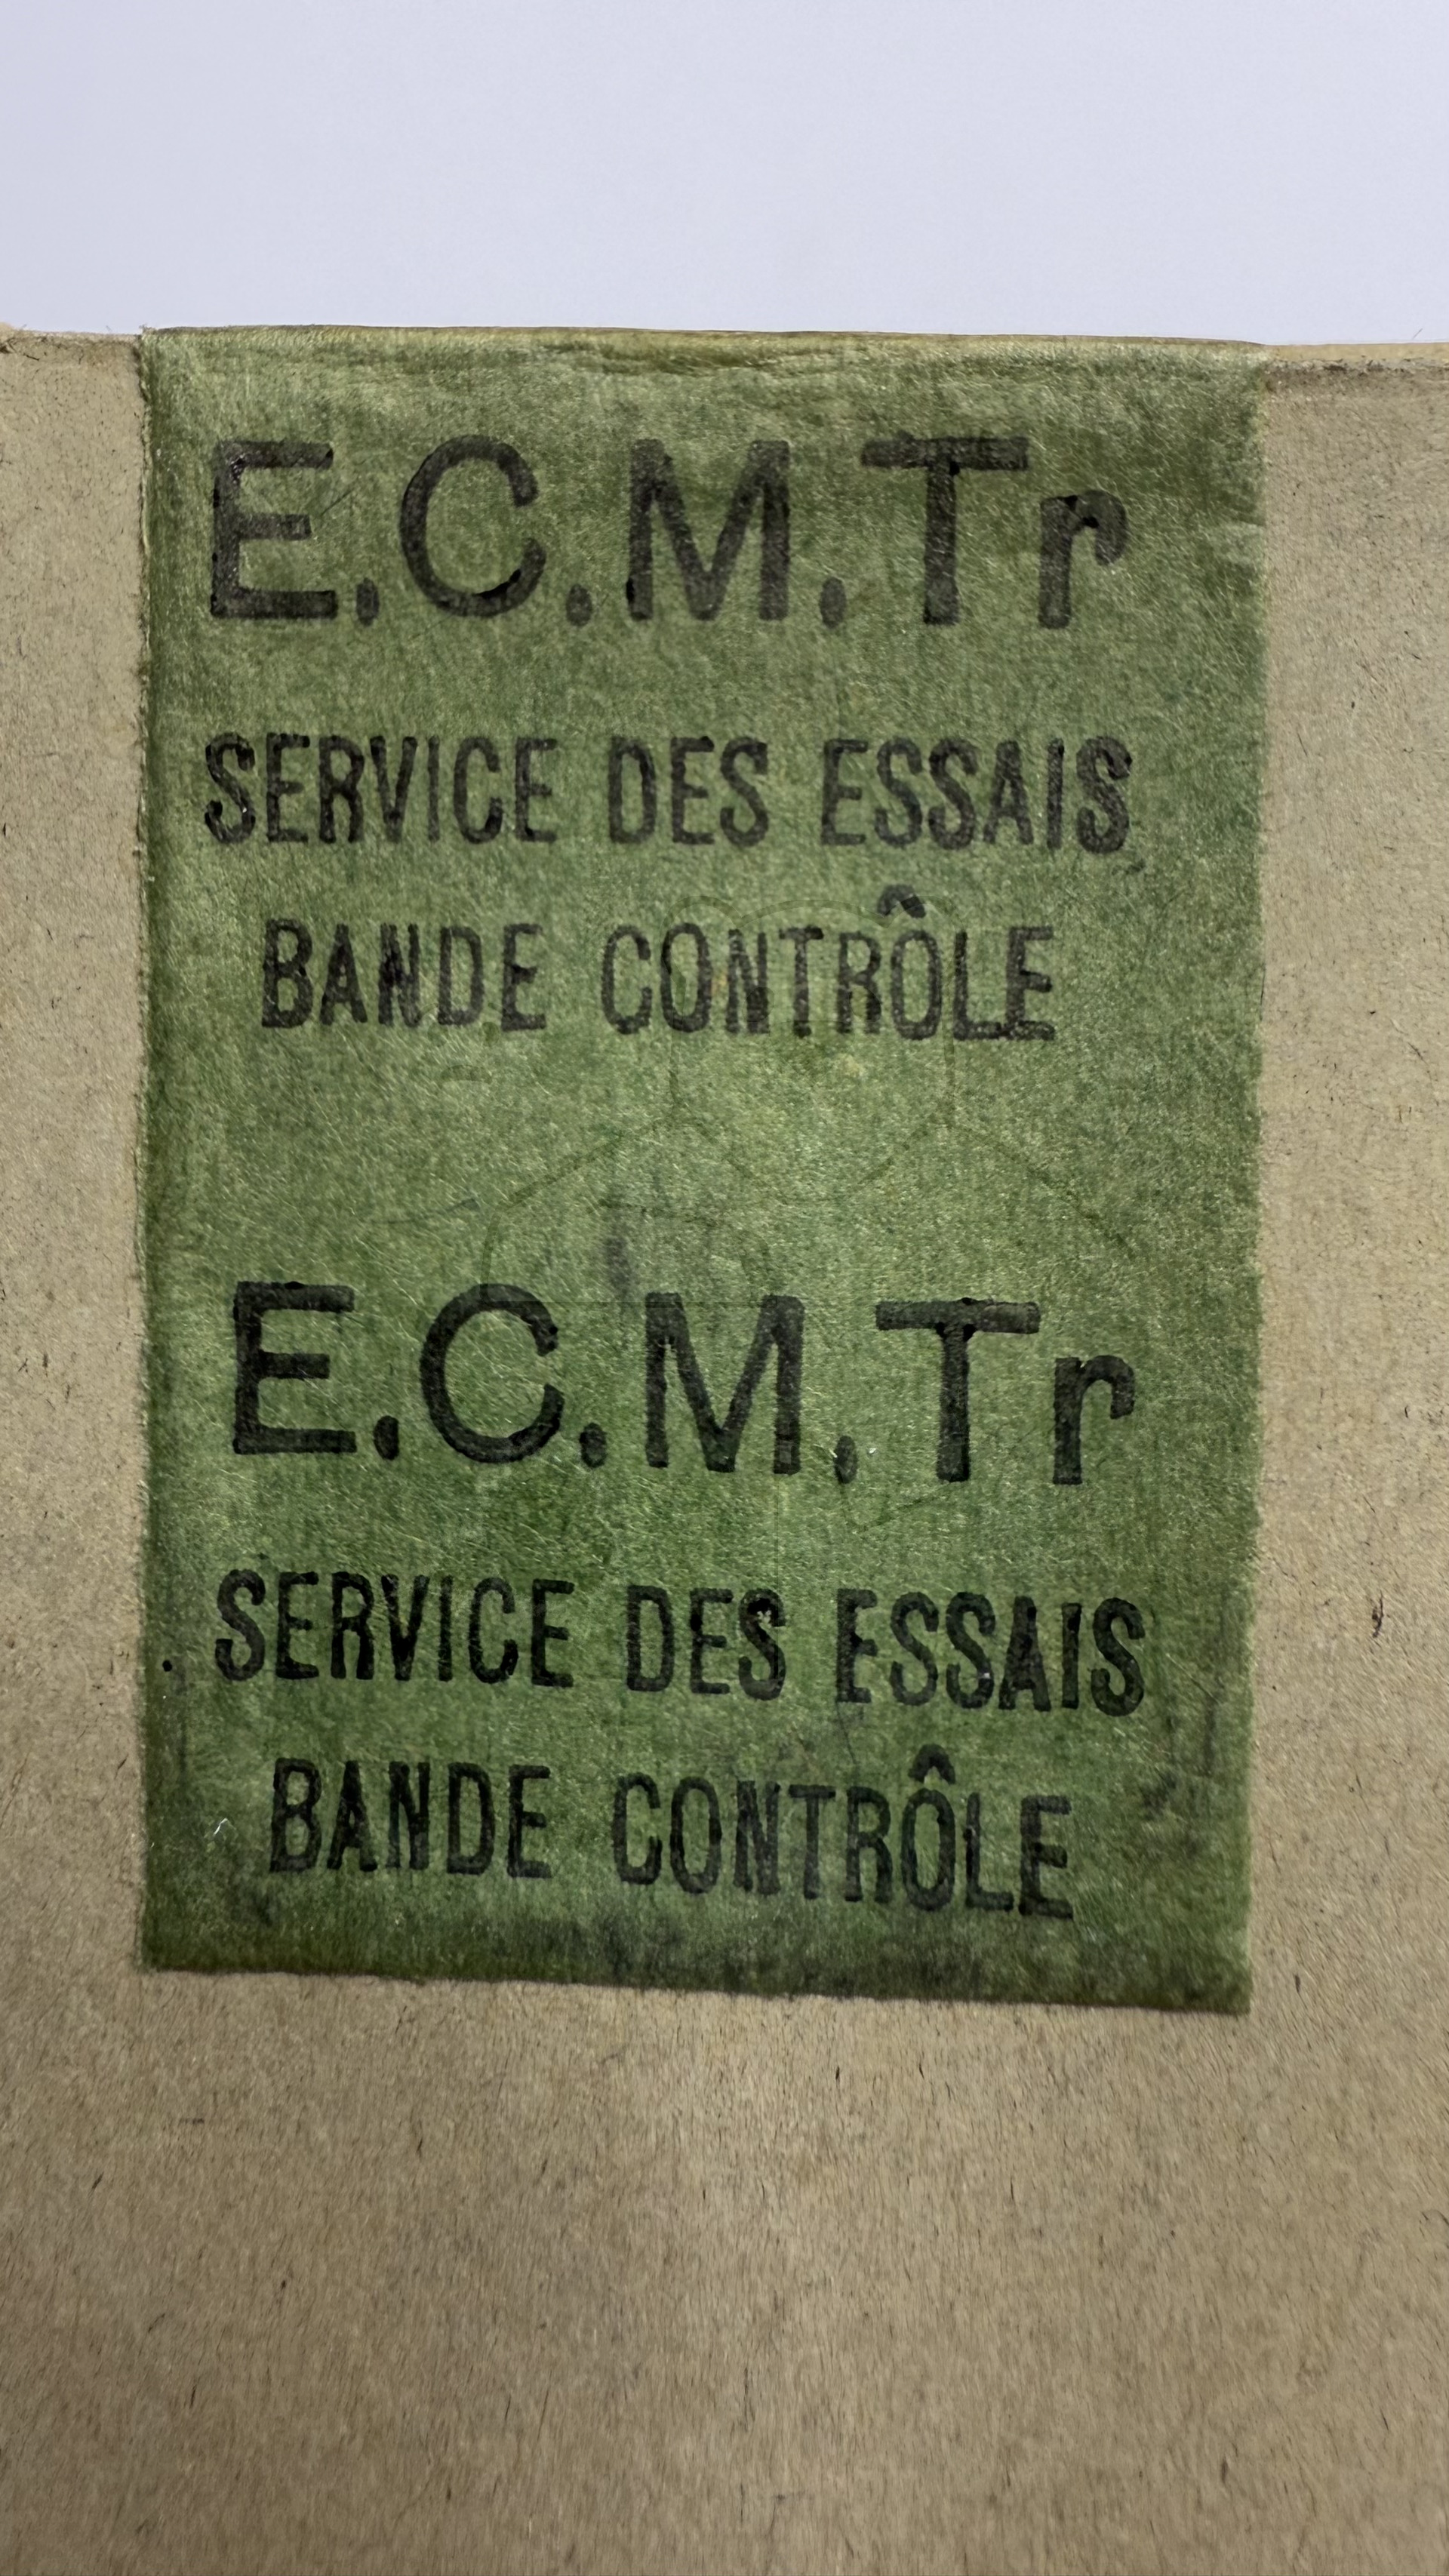 E.C.M.Tr
SERVICE DES ESSAIS
BANDE CONTRÔLE
E.C.M.Tr
SERVICE DES ESSAIS
BANDE CONTRÔLE